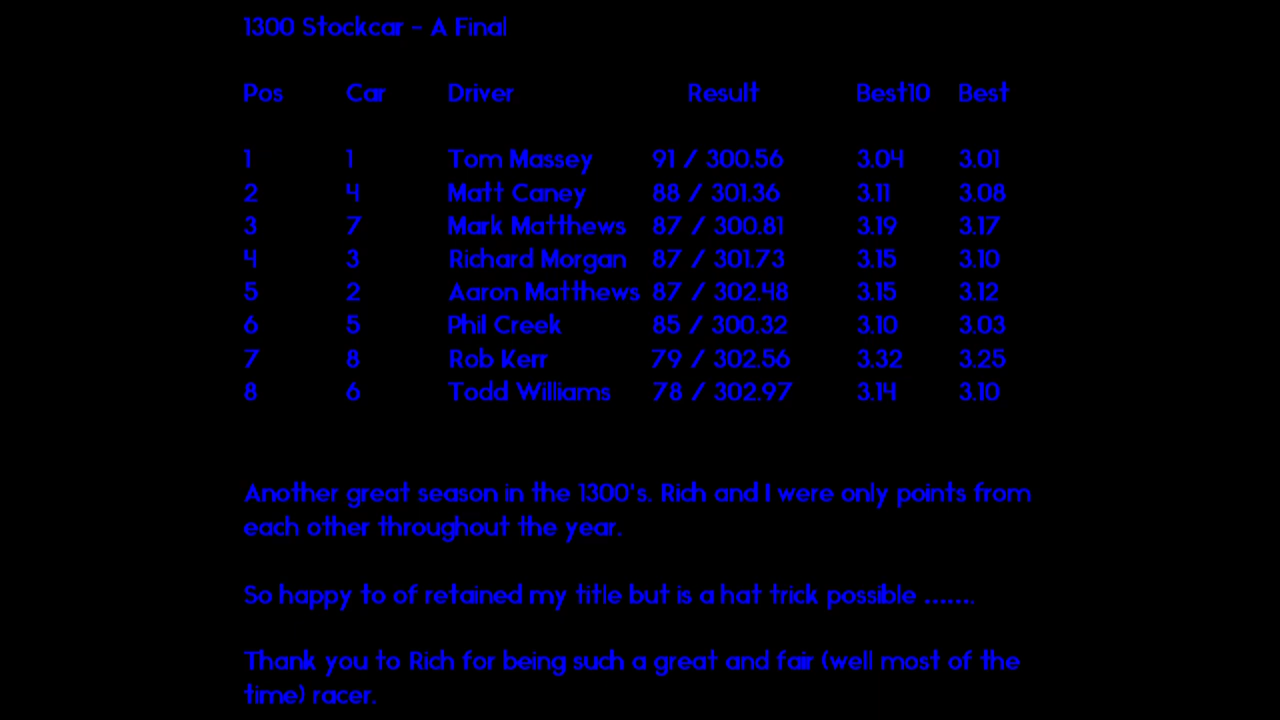 1300 Stockcar - A Final
Pos Car Driver Result Best10 Best
1 1 Tom Massey 91 / 300.56 3.04 3.01
2 4 Matt Caney 88 / 301.36 3.11 3.08
3 7 Mark Matthews 87 / 300.81 3.19 3.17
4 3 Richard Morgan 87 / 301.73 3.15 3.10
5 2 Aaron Matthews 87 / 302.48 3.15 3.12
6 5 Phil Creek 85 / 300.32 3.10 3.03
7 8 Rob Kerr 79 / 302.56 3.32 3.25
8 6 Todd Williams 78 / 302.97 3.14 3.10
Another great season in the 1300's. Rich and I were only points from
each other throughout the year.
So happy to of retained my title but is a hat trick possible .......
Thank you to Rich for being such a great and fair (well most of the
time) racer.